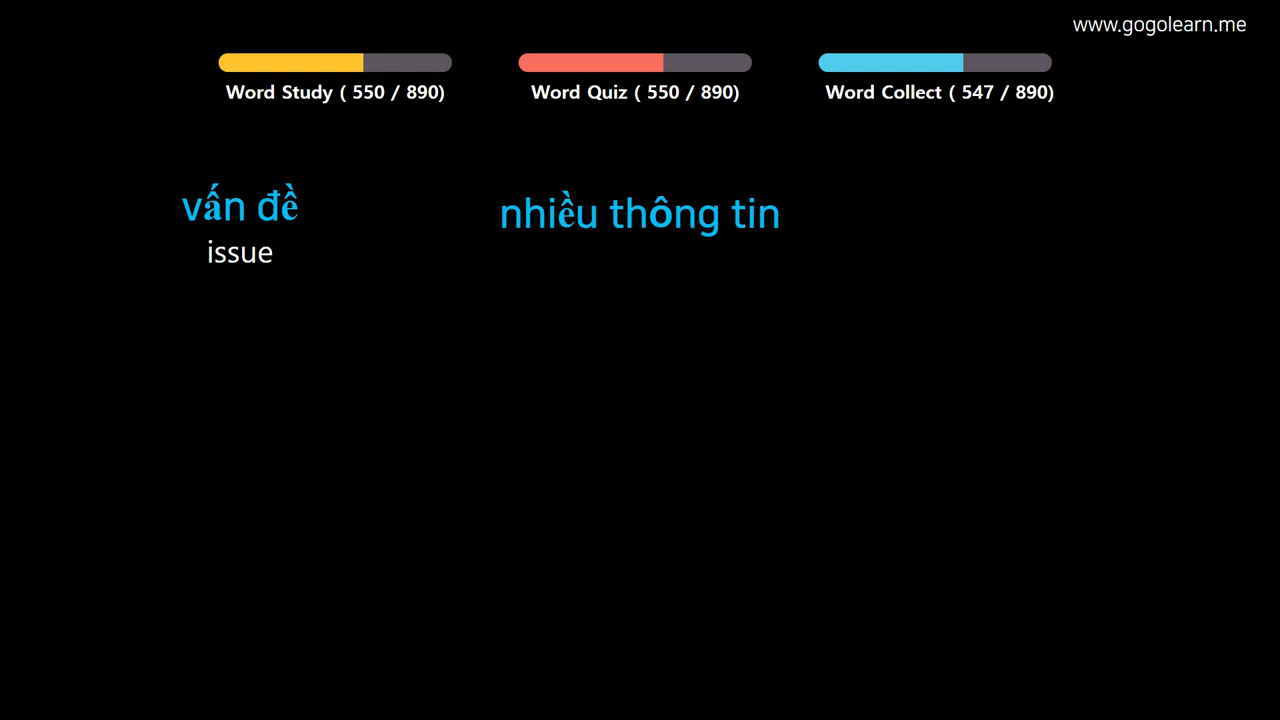 www.gogolearn.me
Word Study ( 550 / 890)
Word Quiz ( 550 / 890)
Word Collect ( 547 / 890)
vấn đề
issue
nhiều thông tin